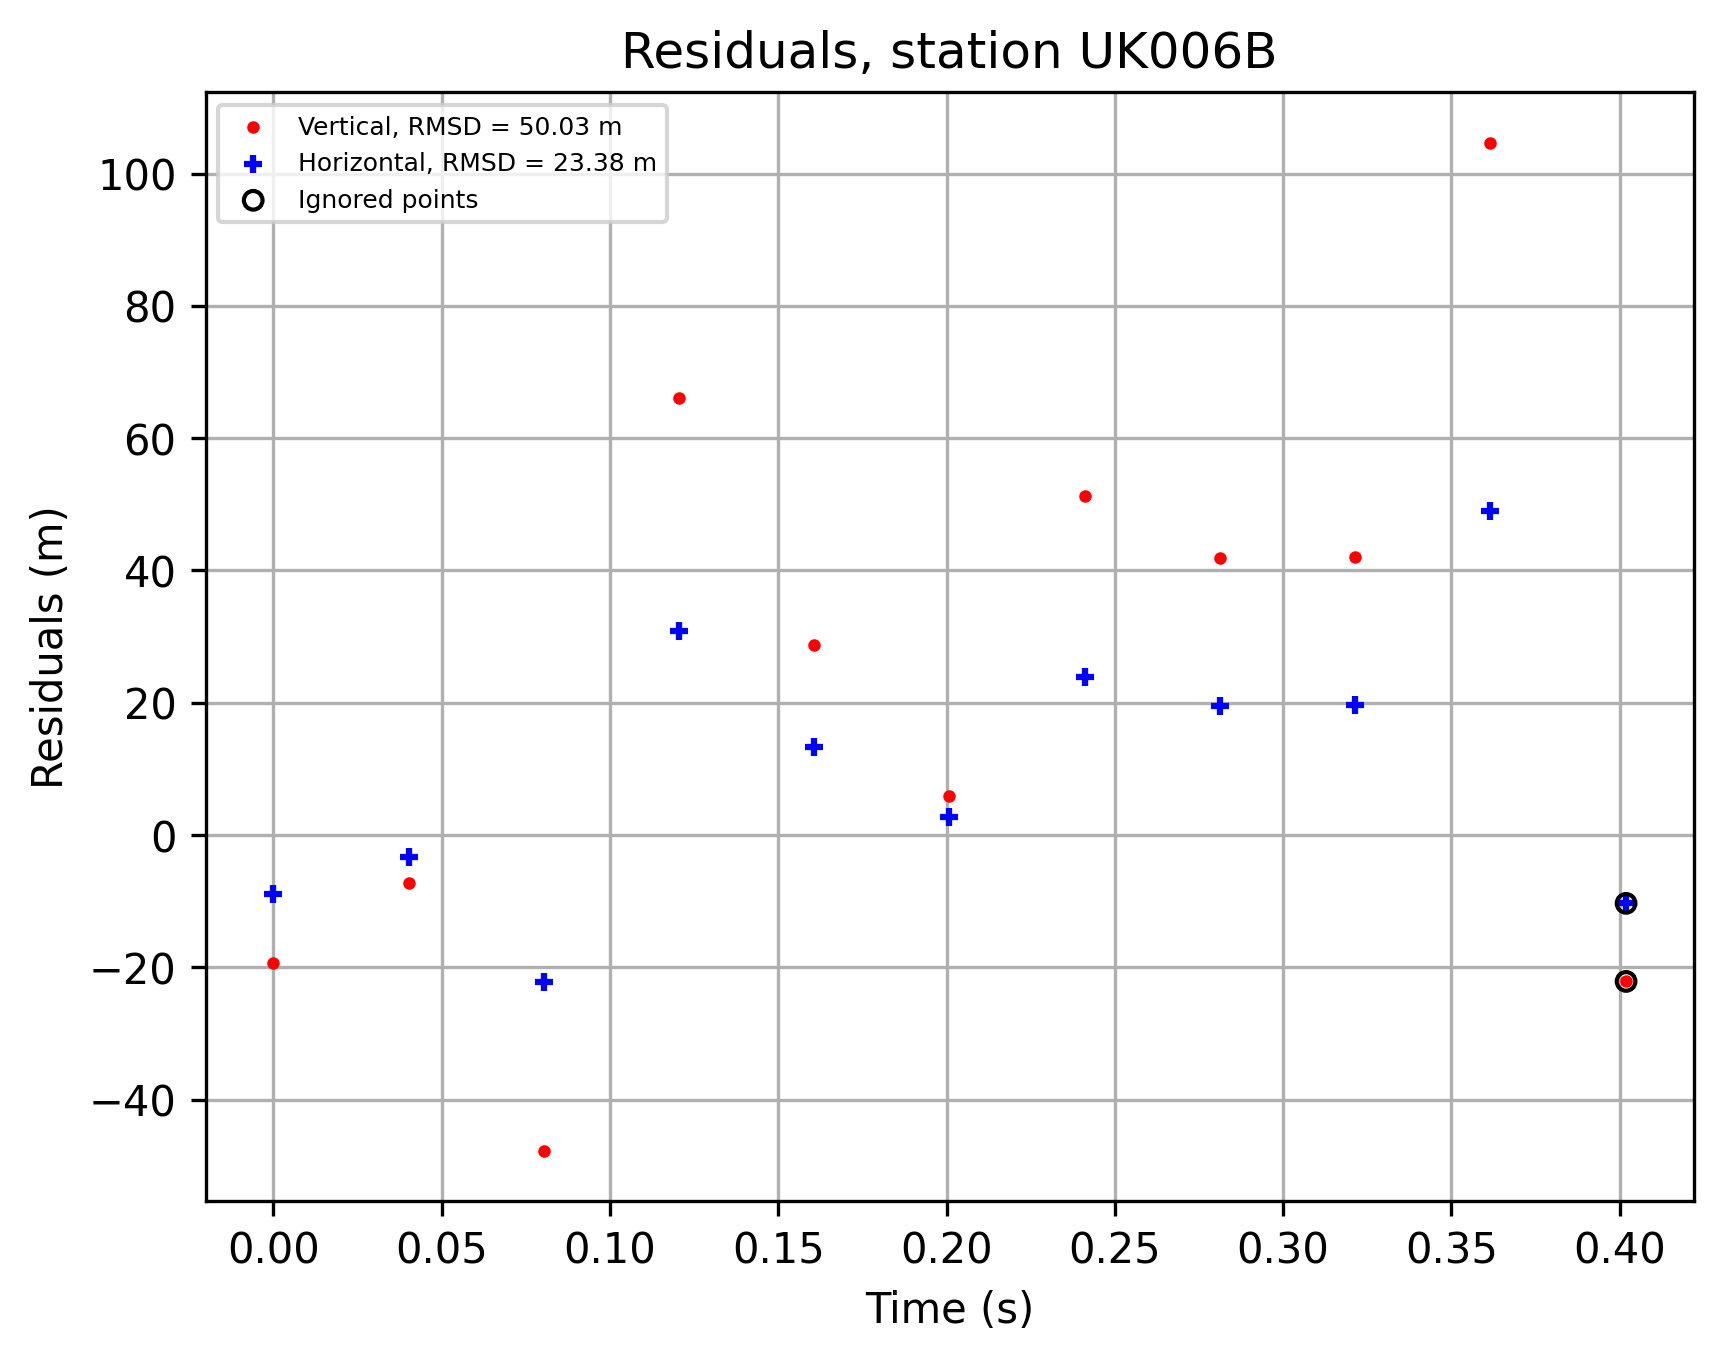 Residuals, station UK006B
Vertical, RMSD = 50.03 m
Horizontal, RMSD = 23.38 m
Ignored points
100
80
60
40
20
0
−20
−40
Residuals (m)
0.00 0.05 0.10 0.15 0.20 0.25 0.30 0.35 0.40
Time (s)